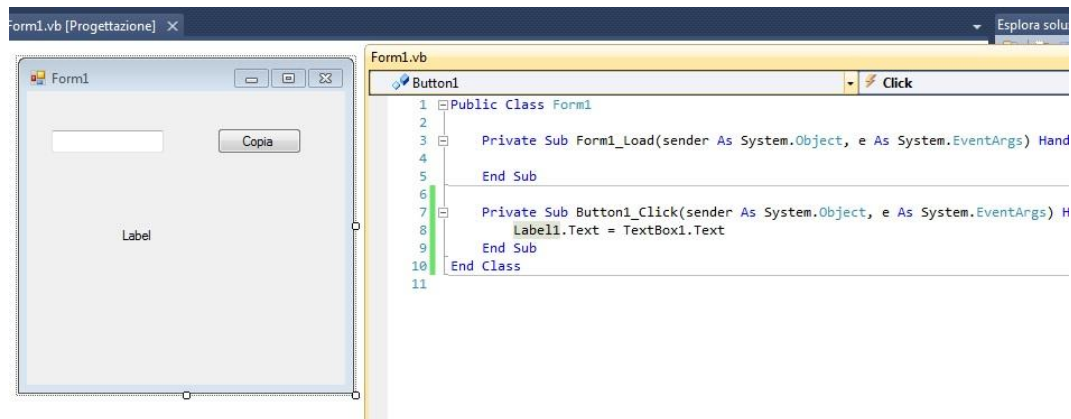 Form1.vb [Progettazione]
Esplora solu
Form1
Copia
Label
Form1.vb
Button1
Click
1 Public Class Form1
2
3 Private Sub Form1_Load(sender As System.Object, e As System.EventArgs) Hand
4
5 End Sub
6
7 Private Sub Button1_Click(sender As System.Object, e As System.EventArgs) H
8 Label1.Text = TextBox1.Text
9 End Sub
10 End Class
11